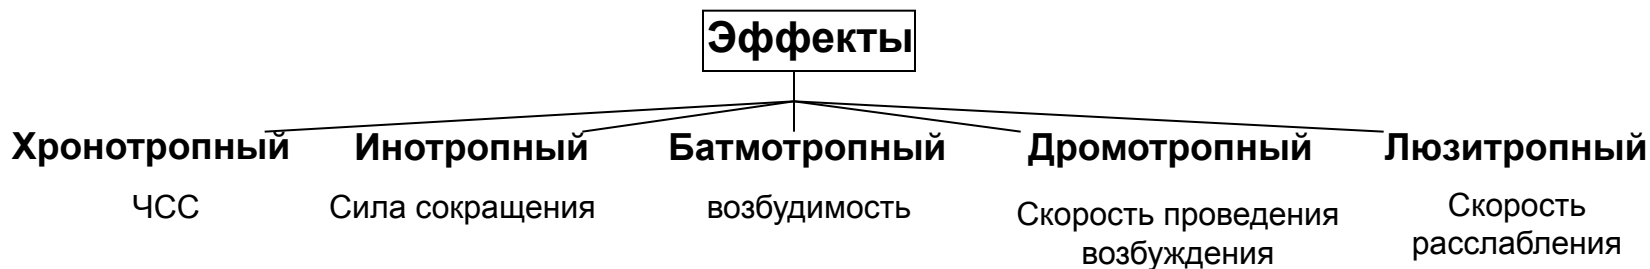 Эффекты
Хронотропный
Инотропный
Батмотропный
Дромотропный
Люзитропный
ЧСС
Сила сокращения
возбудимость
Скорость проведения
возбуждения
Скорость
расслабления